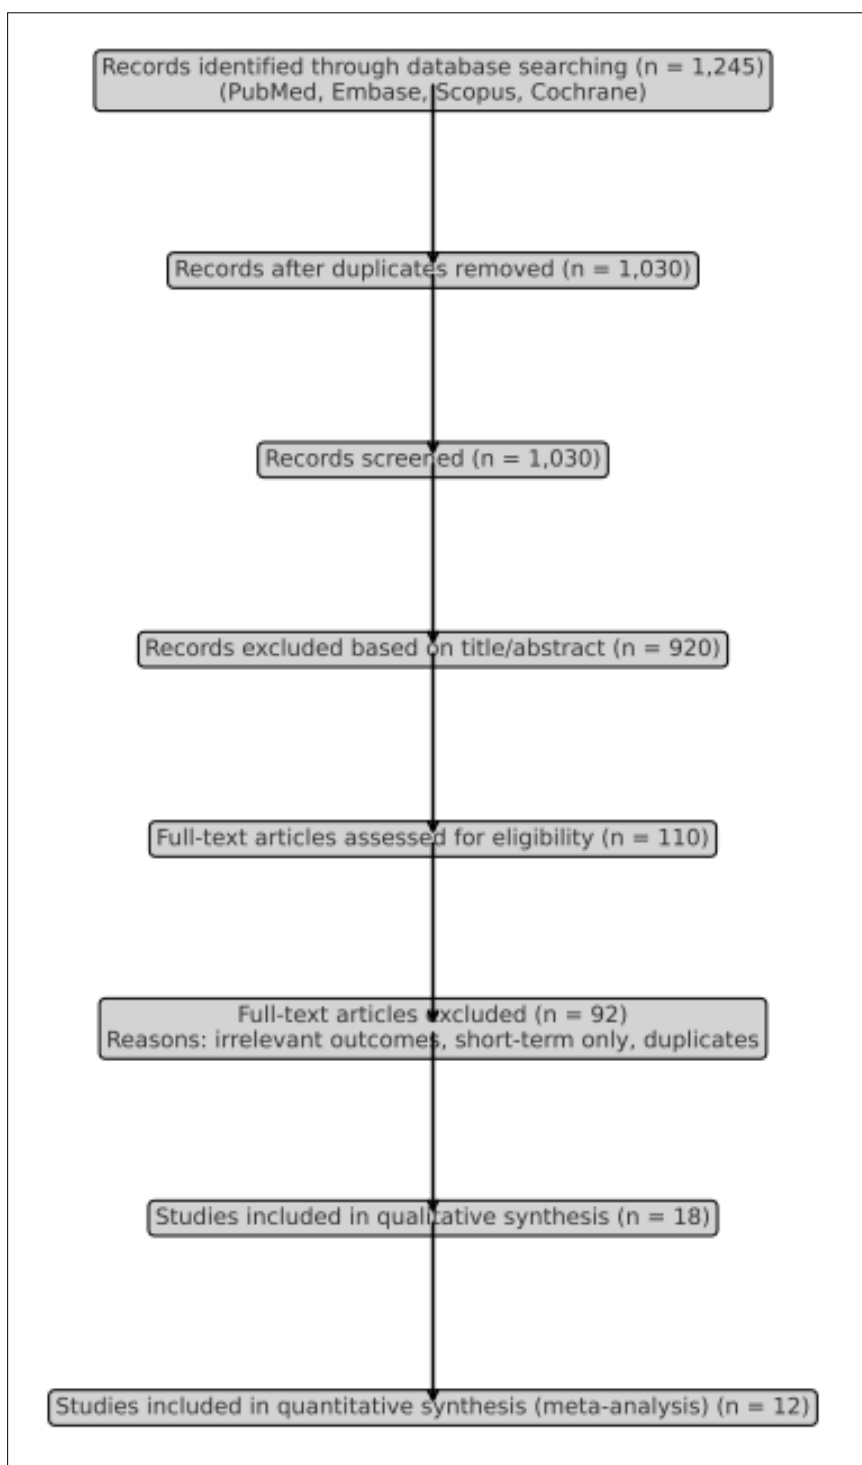 Records identified through database searching (n = 1,245)
(PubMed, Embase, Scopus, Cochrane)
Records after duplicates removed (n = 1,030)
Records screened (n = 1,030)
Records excluded based on title/abstract (n = 920)
Full-text articles assessed for eligibility (n = 110)
Full-text articles excluded (n = 92)
Reasons: irrelevant outcomes, short-term only, duplicates
Studies included in qualitative synthesis (n = 18)
Studies included in quantitative synthesis (meta-analysis) (n = 12)